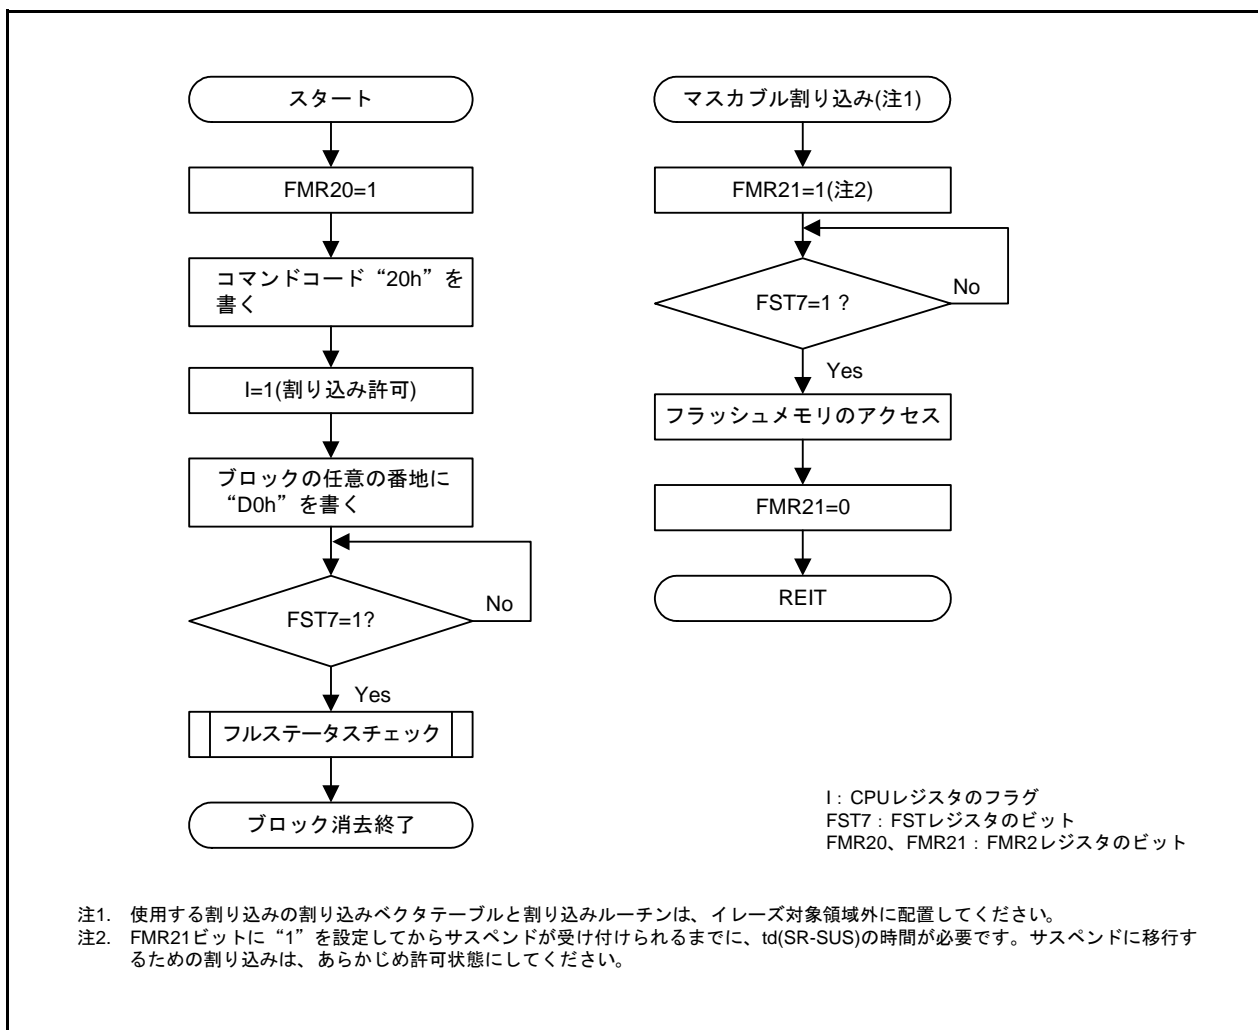 スタート
FMR20=1
コマンドコード“20h”を
書く
I=1(割り込み許可)
ブロックの任意の番地に
“D0h”を書く
FST7=1?
No
Yes
フルステータスチェック
ブロック消去終了
マスカブル割り込み(注1)
FMR21=1(注2)
FST7=1 ?
No
Yes
フラッシュメモリのアクセス
FMR21=0
REIT
I : CPUレジスタのフラグ
FST7 : FSTレジスタのビット
FMR20、FMR21 : FMR2レジスタのビット
注1. 使用する割り込みの割り込みベクタテーブルと割り込みルーチンは、イレーズ対象領域外に配置してください。
注2. FMR21ビットに“1”を設定してからサスペンドが受け付けられるまでに、td(SR-SUS)の時間が必要です。サスペンドに移行す
るための割り込みは、あらかじめ許可状態にしてください。